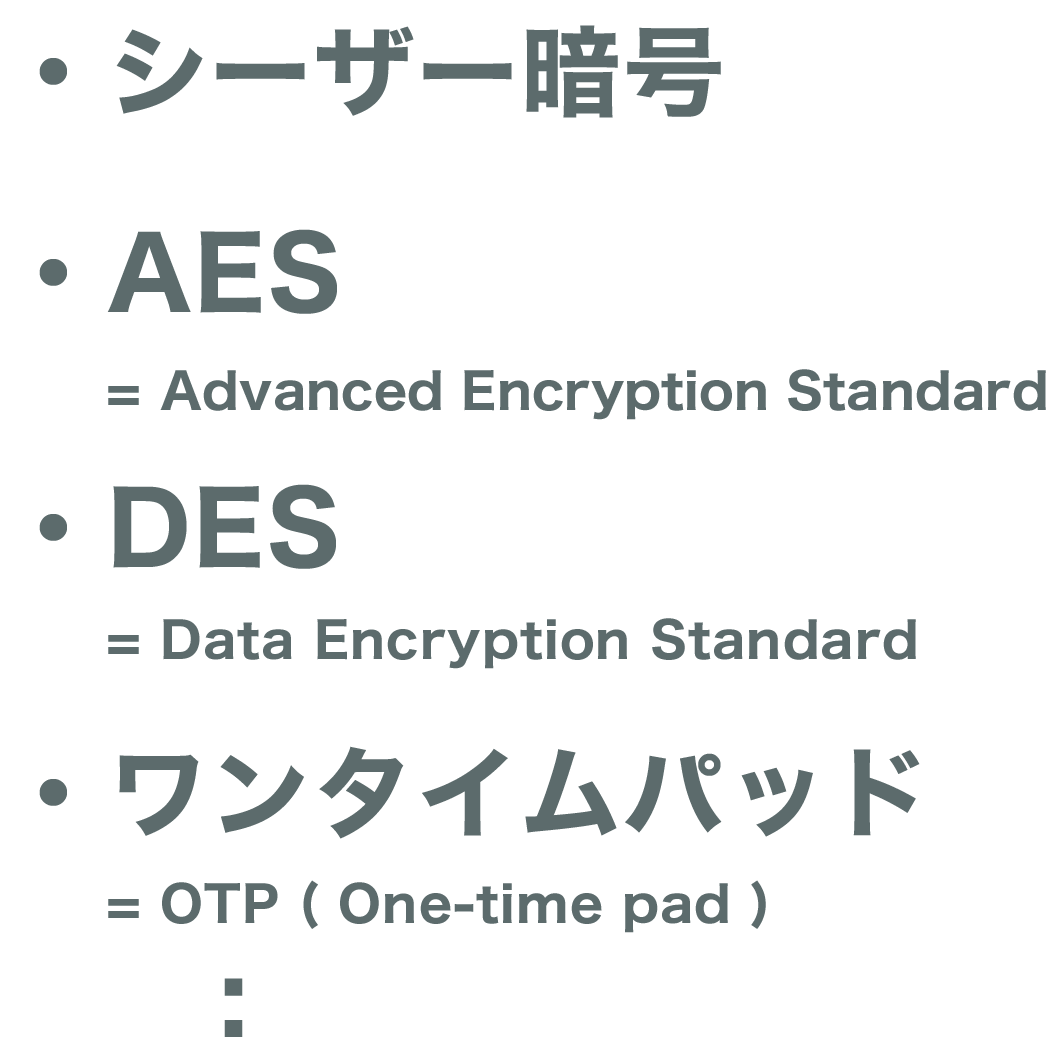 ・シーザー暗号
・AES
= Advanced Encryption Standard
・DES
= Data Encryption Standard
・ワンタイムパッド
= OTP ( One-time pad )
: